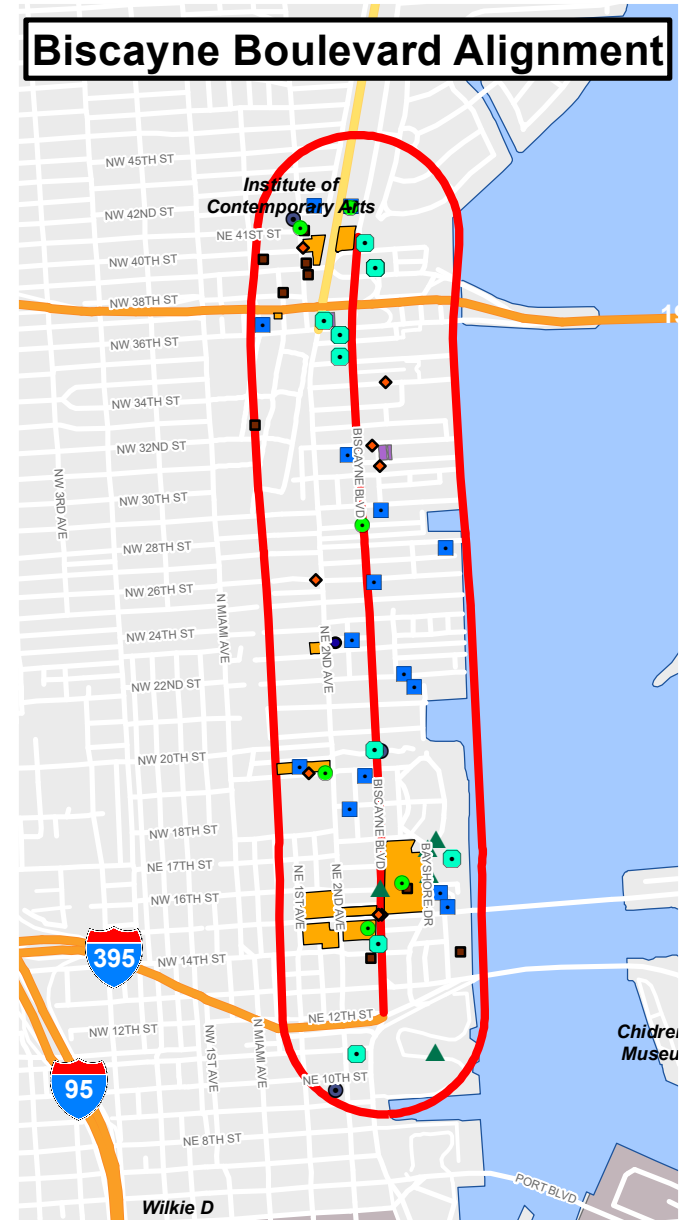 Biscayne Boulevard Alignment
NW 45TH ST
Institute of
Contemporary Arts
NW 42ND ST
NE 41ST ST
NW 40TH ST
NW 38TH ST
NW 36TH ST
NW 34TH ST
NW 32ND ST
BISCAYNE BLVD
NW 3RD AVE
NW 30TH ST
NW 28TH ST
NW 26TH ST
N MIAMI AVE
NW 24TH ST
NE 2ND AVE
NW 22ND ST
NW 20TH ST
BISCAYNE BLVD
NW 18TH ST
BAYSHORE DR
NE 17TH ST
NE 1ST AVE
NE 2ND AVE
NW 16TH ST
395
NW 14TH ST
NE 12TH ST
NW 12TH ST
NW 1ST AVE
N MIAMI AVE
Chidre
Museu
95
NE 10TH ST
NE 8TH ST
PORT BLVD
Wilkie D